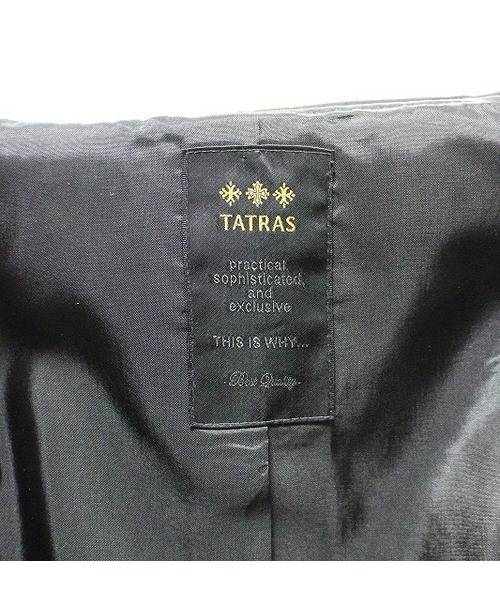 TATRAS
practical,
sophisticated,
and
exclusive
THIS IS WHY...
-Best Quality-